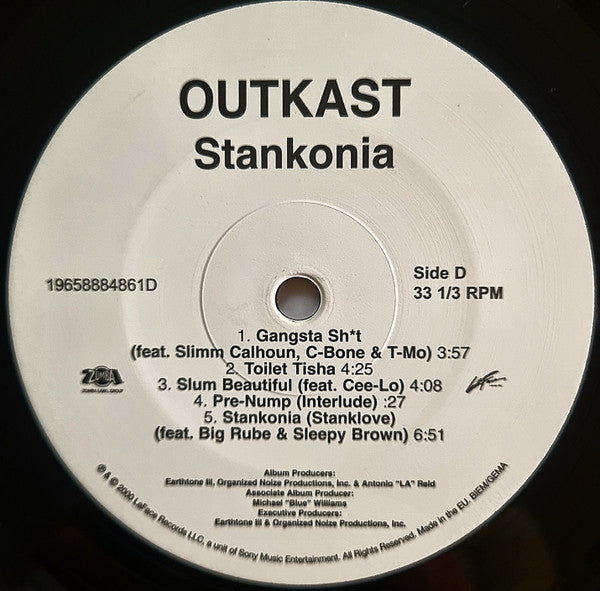 OUTKAST
Stankonia
19658884861D
Side D
33 1/3 RPM
1. Gangsta Sh*t
(feat. Slimm Calhoun, C-Bone & T-Mo) 3:57
2. Toilet Tisha 4:25
3. Slum Beautiful (feat. Cee-Lo) 4:08
4. Pre-Nump (Interlude) :27
5. Stankonia (Stanklove)
(feat. Big Rube & Sleepy Brown) 6:51
ZOMBA LABEL GROUP
Album Producers:
Earthtone III, Organized Noize Productions, Inc. & Antonio "LA" Reid
Associate Album Producer:
Michael "Blue" Williams
Executive Producers:
Earthtone III & Organized Noize Productions, Inc.
℗ & © 2000 LaFace Records LLC, a unit of Sony Music Entertainment. All Rights Reserved. Made in the EU. BIEM/GEMA